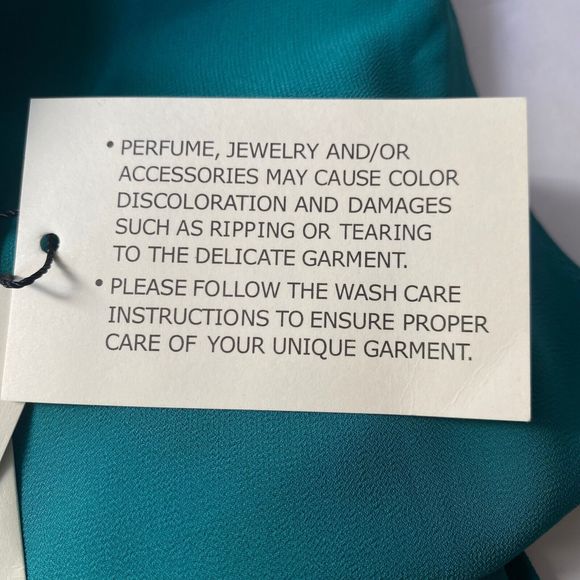 • PERFUME, JEWELRY AND/OR
ACCESSORIES MAY CAUSE COLOR
DISCOLORATION AND DAMAGES
SUCH AS RIPPING OR TEARING
TO THE DELICATE GARMENT.
• PLEASE FOLLOW THE WASH CARE
INSTRUCTIONS TO ENSURE PROPER
CARE OF YOUR UNIQUE GARMENT.